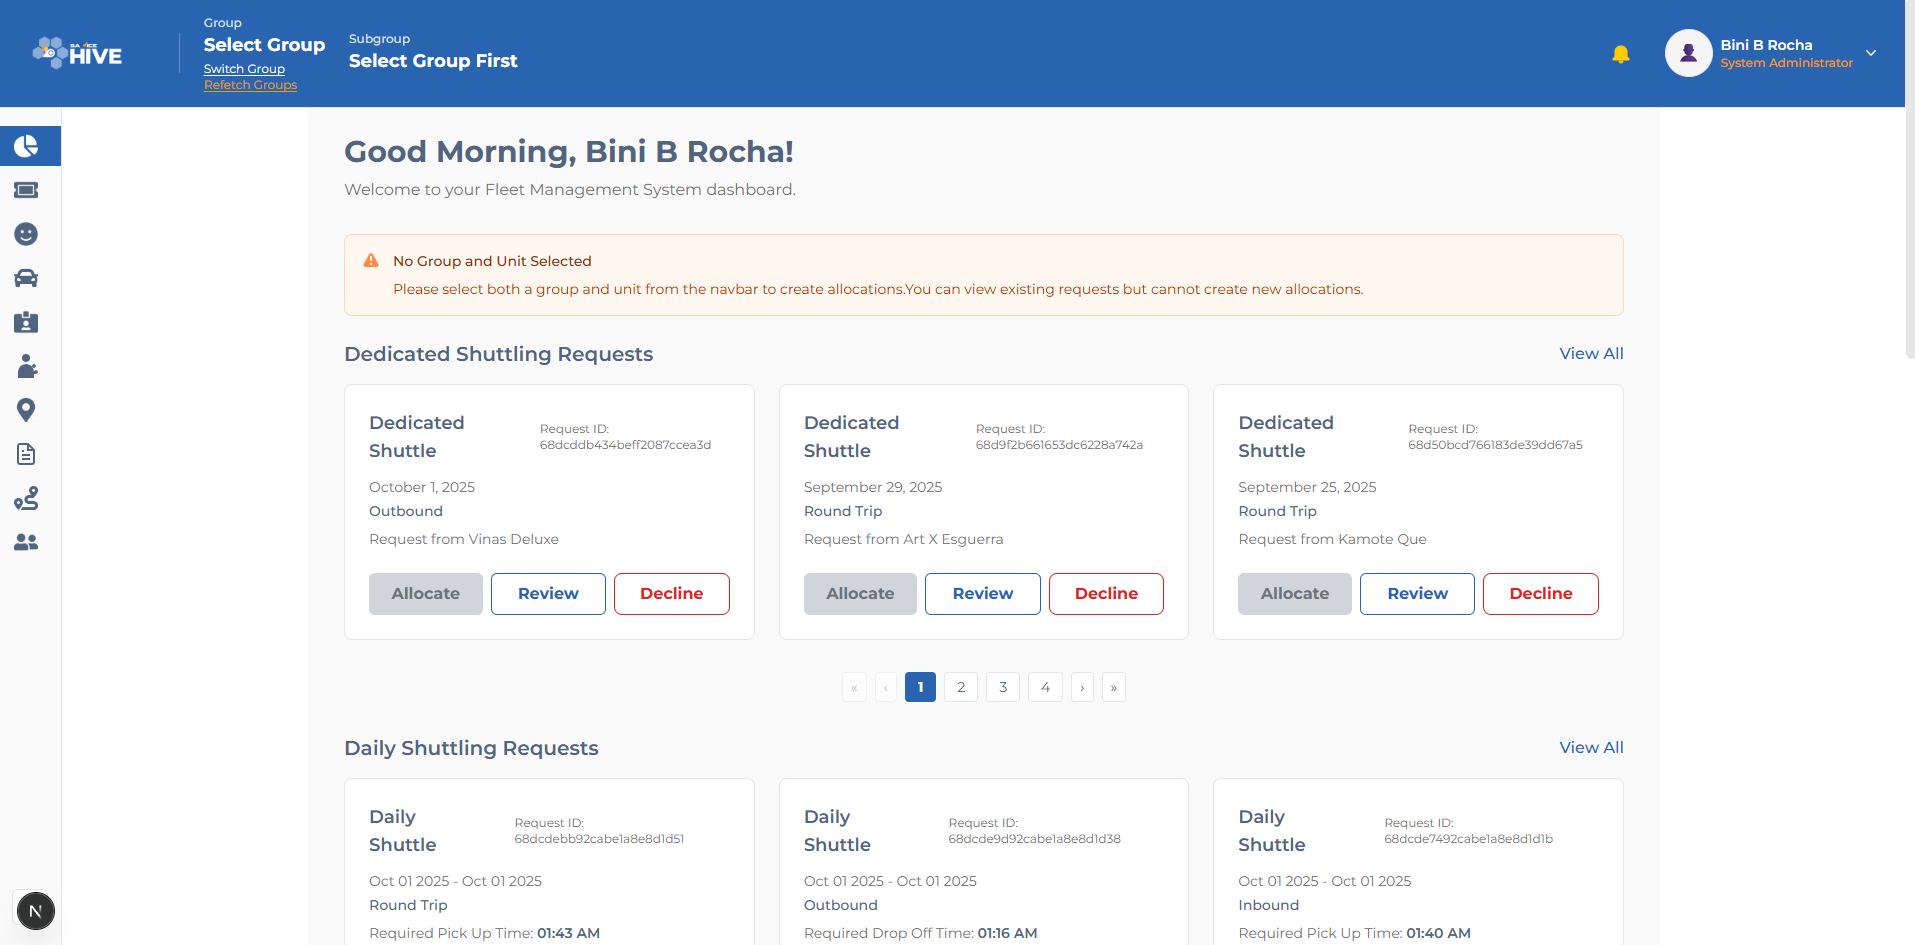 HIVE
Group
Select Group
Switch Group
Refetch Groups
Subgroup
Select Group First
Bini B Rocha
System Administrator
Good Morning, Bini B Rocha!
Welcome to your Fleet Management System dashboard.
No Group and Unit Selected
Please select both a group and unit from the navbar to create allocations.You can view existing requests but cannot create new allocations.
Dedicated Shuttling Requests
View All
Dedicated
Shuttle
Request ID:
68dcddb434beff2087ccea3d
October 1, 2025
Outbound
Request from Vinas Deluxe
Allocate
Review
Decline
Dedicated
Shuttle
Request ID:
68d9f2b661653dc6228a742a
September 29, 2025
Round Trip
Request from Art X Esguerra
Allocate
Review
Decline
Dedicated
Shuttle
Request ID:
68d50bcd766183de39dd67a5
September 25, 2025
Round Trip
Request from Kamote Que
Allocate
Review
Decline
« ‹ 1 2 3 4 › »
Daily Shuttling Requests
View All
Daily
Shuttle
Request ID:
68dcdebb92cabe1a8e8d1d51
Oct 01 2025 - Oct 01 2025
Round Trip
Required Pick Up Time: 01:43 AM
Daily
Shuttle
Request ID:
68dcde9d92cabe1a8e8d1d38
Oct 01 2025 - Oct 01 2025
Outbound
Required Drop Off Time: 01:16 AM
Daily
Shuttle
Request ID:
68dcde7492cabe1a8e8d1d1b
Oct 01 2025 - Oct 01 2025
Inbound
Required Pick Up Time: 01:40 AM
N